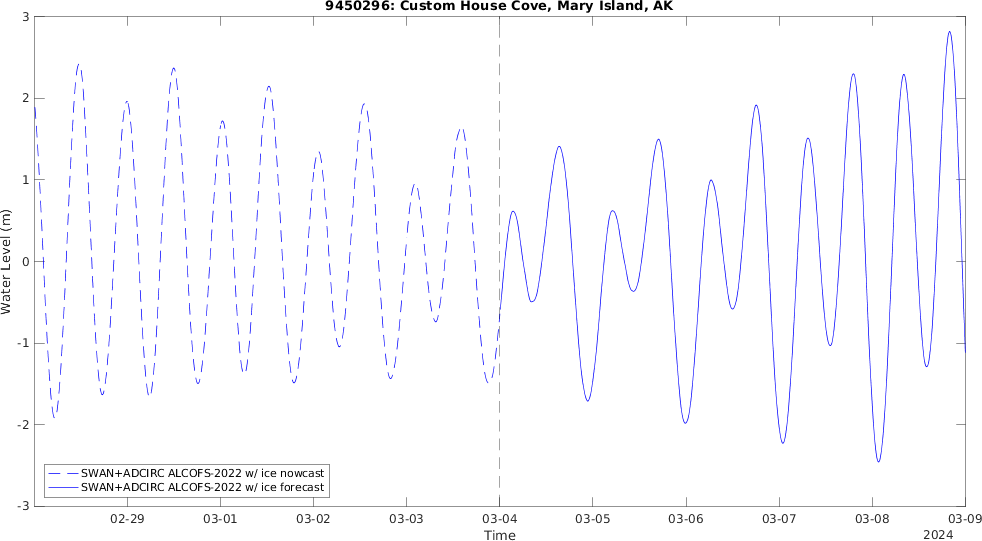 9450296: Custom House Cove, Mary Island, AK
3
2
1
0
-1
-2
-3
Water Level (m)
SWAN+ADCIRC ALCOFS-2022 w/ ice nowcast
SWAN+ADCIRC ALCOFS-2022 w/ ice forecast
02-29 03-01 03-02 03-03 03-04 03-05 03-06 03-07 03-08 03-09
Time
2024